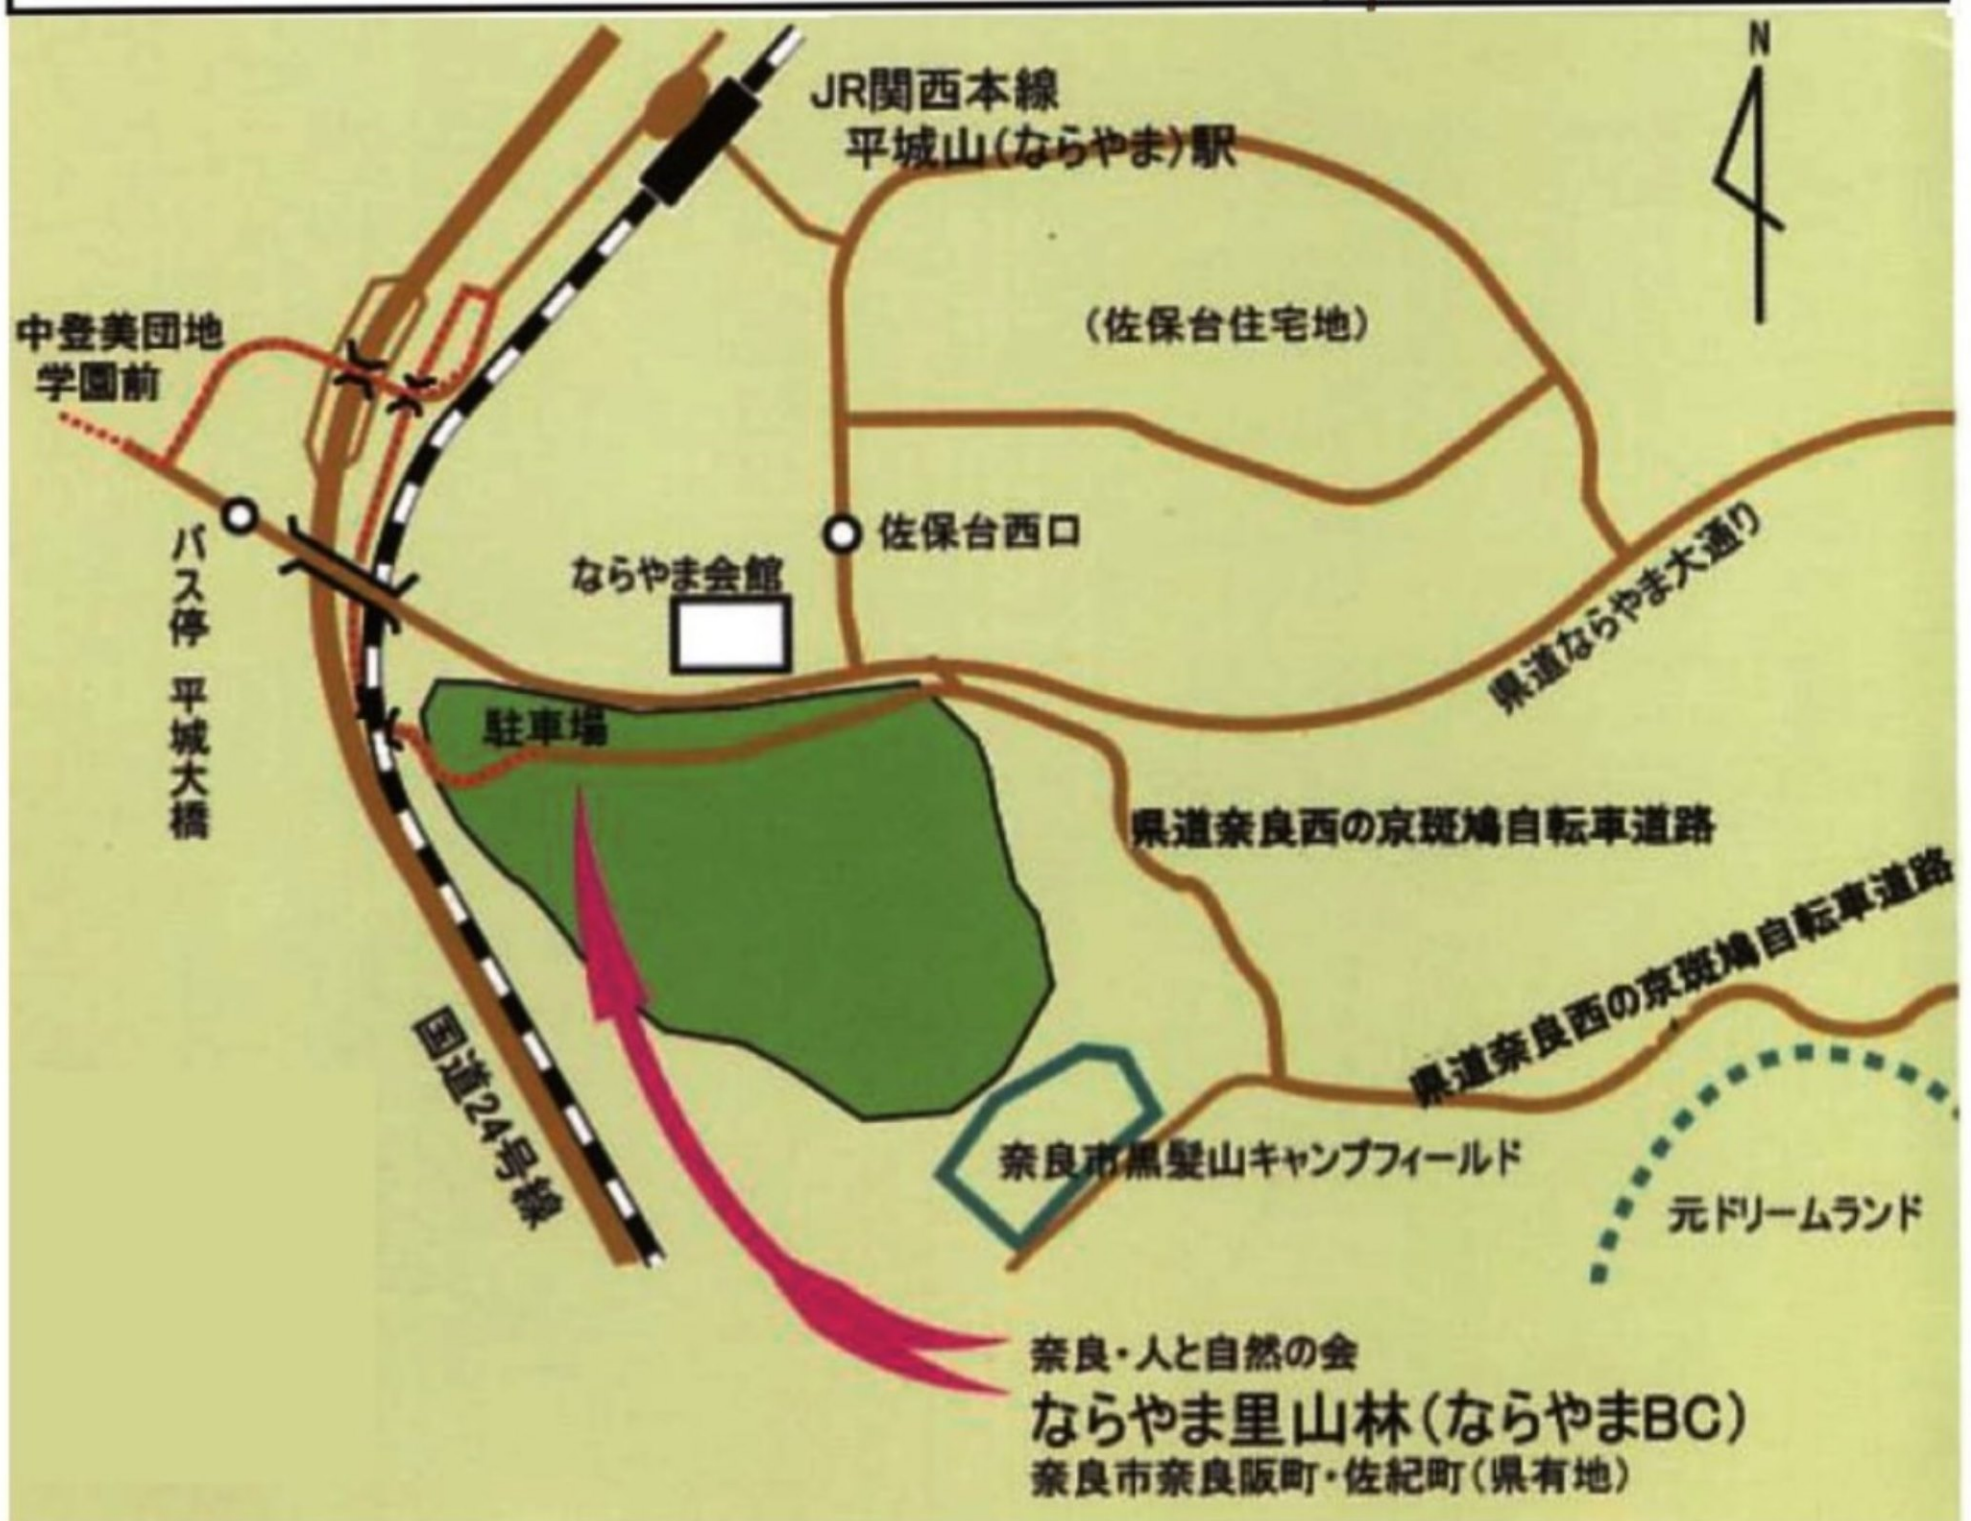 N
JR関西本線
平城山(ならやま)駅
(佐保台住宅地)
中登美団地
学園前
佐保台西口
バス停 平城大橋
ならやま会館
県道ならやま大通り
駐車場
県道奈良西の京斑鳩自転車道路
県道奈良西の京斑鳩自転車道路
国道24号線
奈良市黒髪山キャンプフィールド
元ドリームランド
奈良・人と自然の会
ならやま里山林(ならやまBC)
奈良市奈良阪町・佐紀町(県有地)